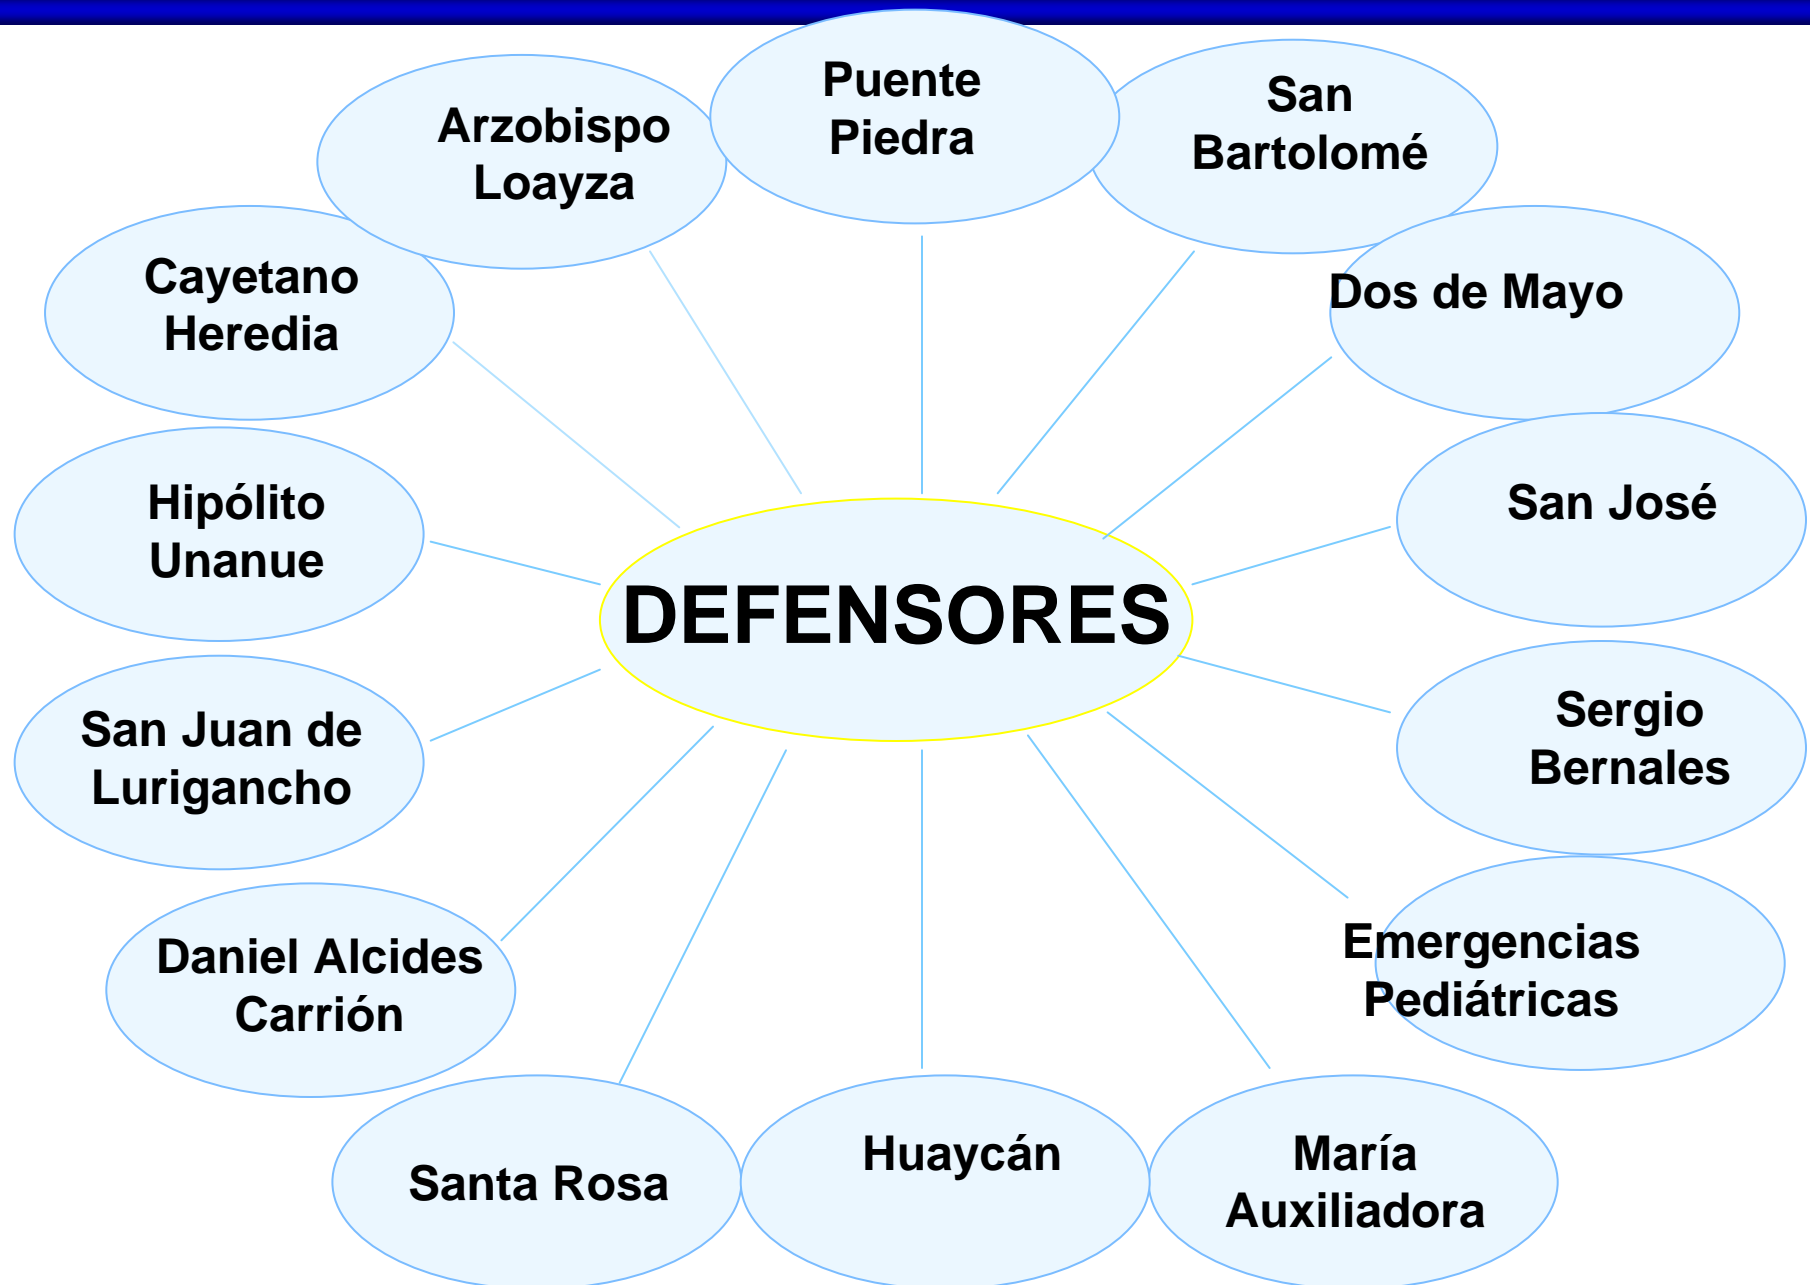 Puente
Piedra
San
Bartolomé
Arzobispo
Loayza
Dos de Mayo
Cayetano
Heredia
San José
Hipólito
Unanue
DEFENSORES
Sergio
Bernales
San Juan de
Lurigancho
Emergencias
Pediátricas
Daniel Alcides
Carrión
María
Auxiliadora
Huaycán
Santa Rosa